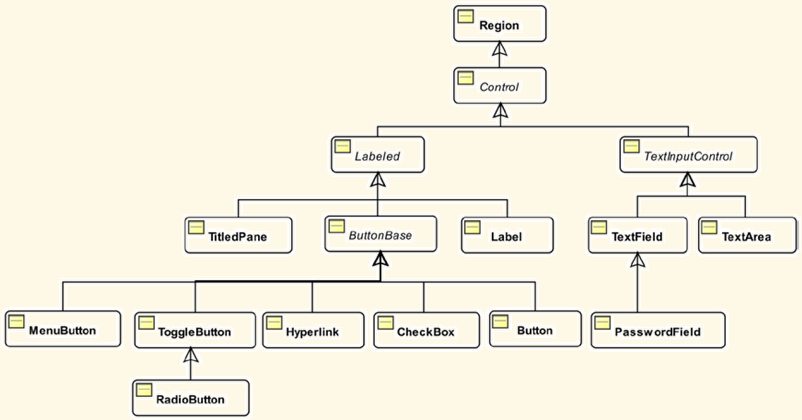 Region
Control
Labeled
TextInputControl
TitledPane
ButtonBase
Label
TextField
TextArea
MenuButton
ToggleButton
Hyperlink
CheckBox
Button
PasswordField
RadioButton